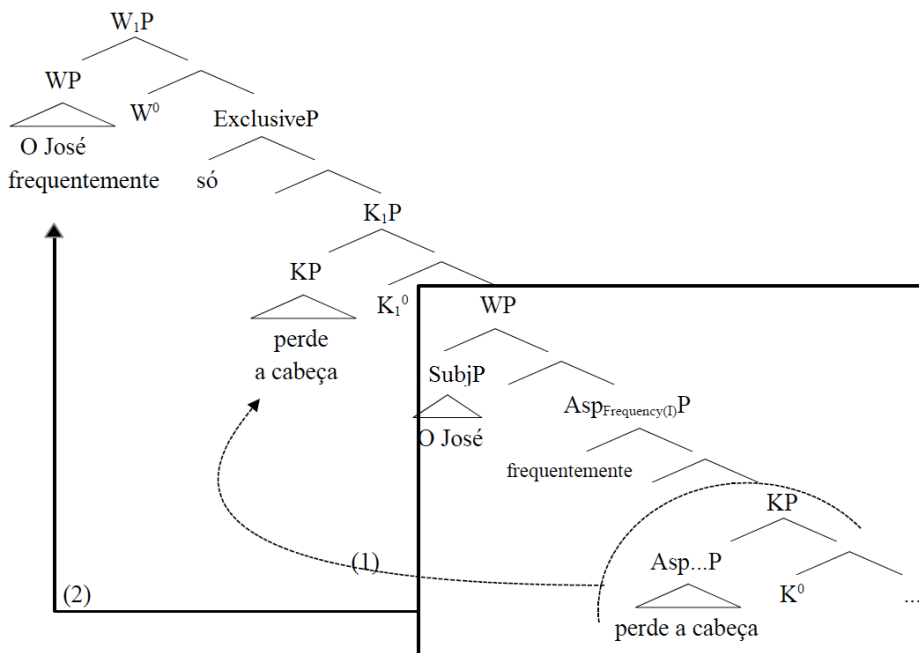 W₁P
WP
W⁰
ExclusiveP
O José
frequentemente só
K₁P
KP
K₁⁰
WP
perde
a cabeça
SubjP
Asp_Frequency(I)P
O José
frequentemente
KP
(1)
Asp...P
(2)
K⁰
...
perde a cabeça